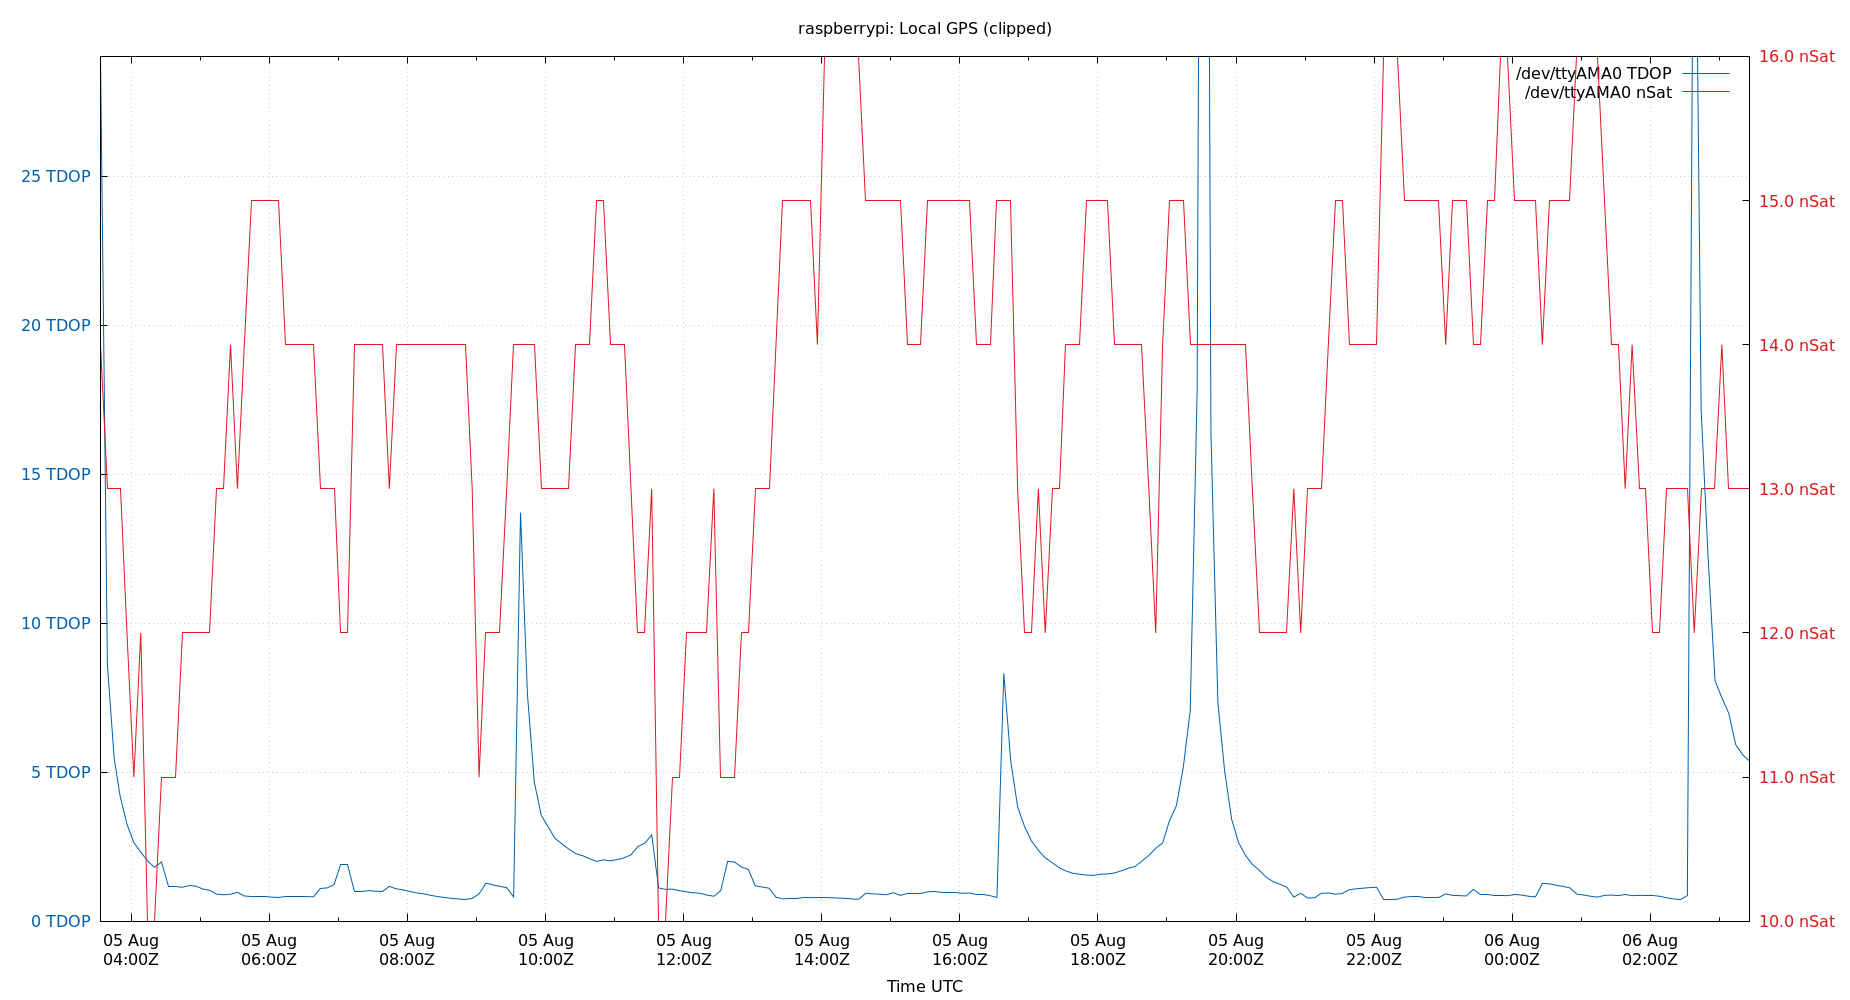 raspberrypi: Local GPS (clipped)
/dev/ttyAMA0 TDOP
/dev/ttyAMA0 nSat
25 TDOP
20 TDOP
15 TDOP
10 TDOP
5 TDOP
0 TDOP
16.0 nSat
15.0 nSat
14.0 nSat
13.0 nSat
12.0 nSat
11.0 nSat
10.0 nSat
05 Aug
04:00Z
05 Aug
06:00Z
05 Aug
08:00Z
05 Aug
10:00Z
05 Aug
12:00Z
05 Aug
14:00Z
05 Aug
16:00Z
05 Aug
18:00Z
05 Aug
20:00Z
05 Aug
22:00Z
06 Aug
00:00Z
06 Aug
02:00Z
Time UTC